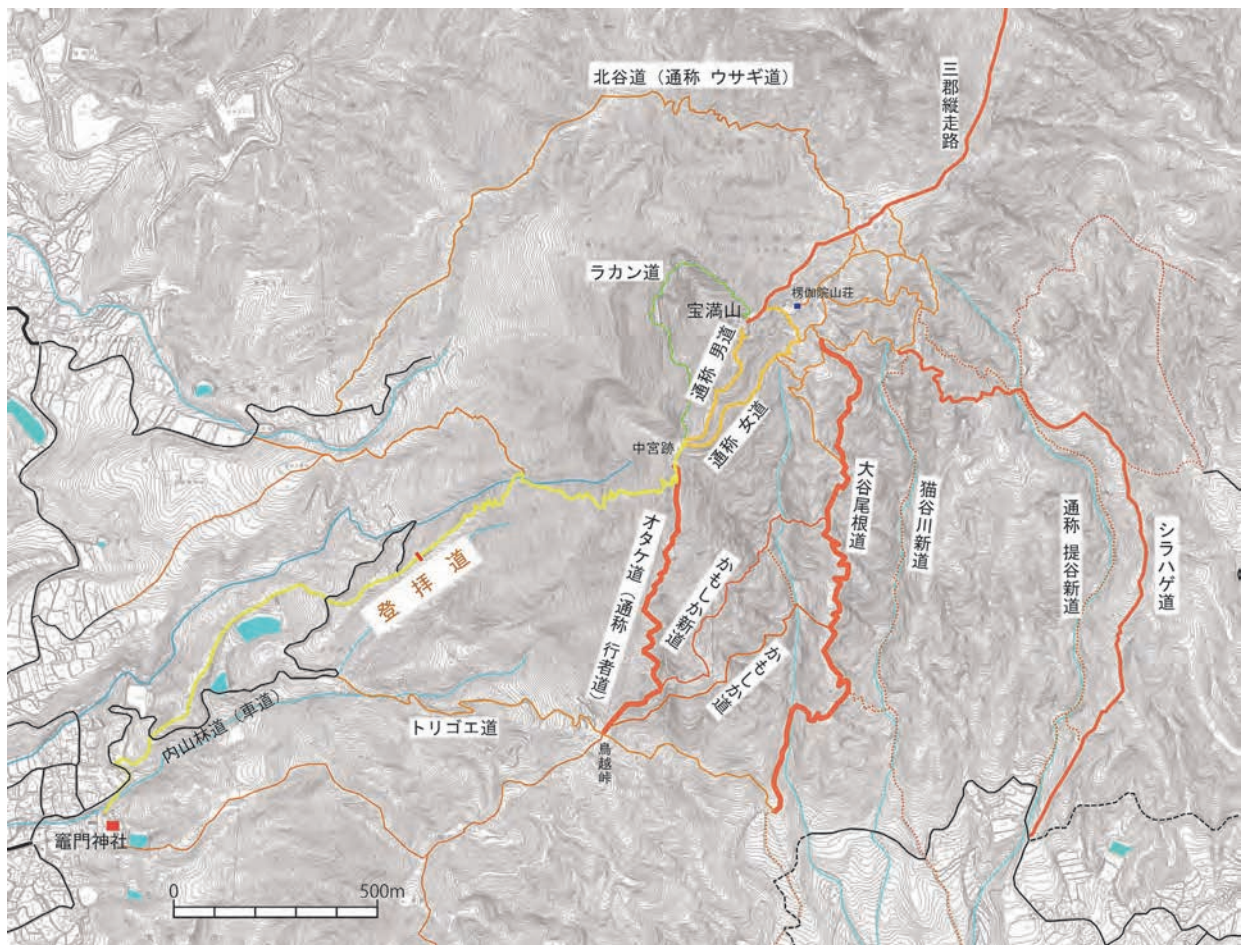 北谷道（通称 ウサギ道）
三郡縦走路
ラカン道
楞伽院山荘
宝満山
通称 男道
通称 女道
中宮跡
大谷尾根道
猫谷川新道
通称 提谷新道
シラハゲ道
オタケ道（通称 行者道）
かもしか新道
かもしか道
登拝道
トリゴエ道
鳥越峠
内山林道（車道）
竈門神社
0
500m